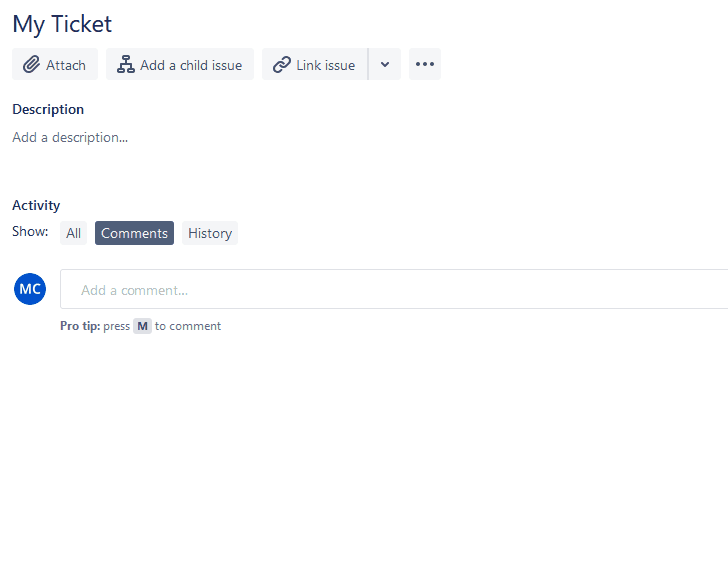 My Ticket
Attach Add a child issue Link issue
Description
Add a description...
Activity
Show: All Comments History
MC Add a comment...
Pro tip: press M to comment